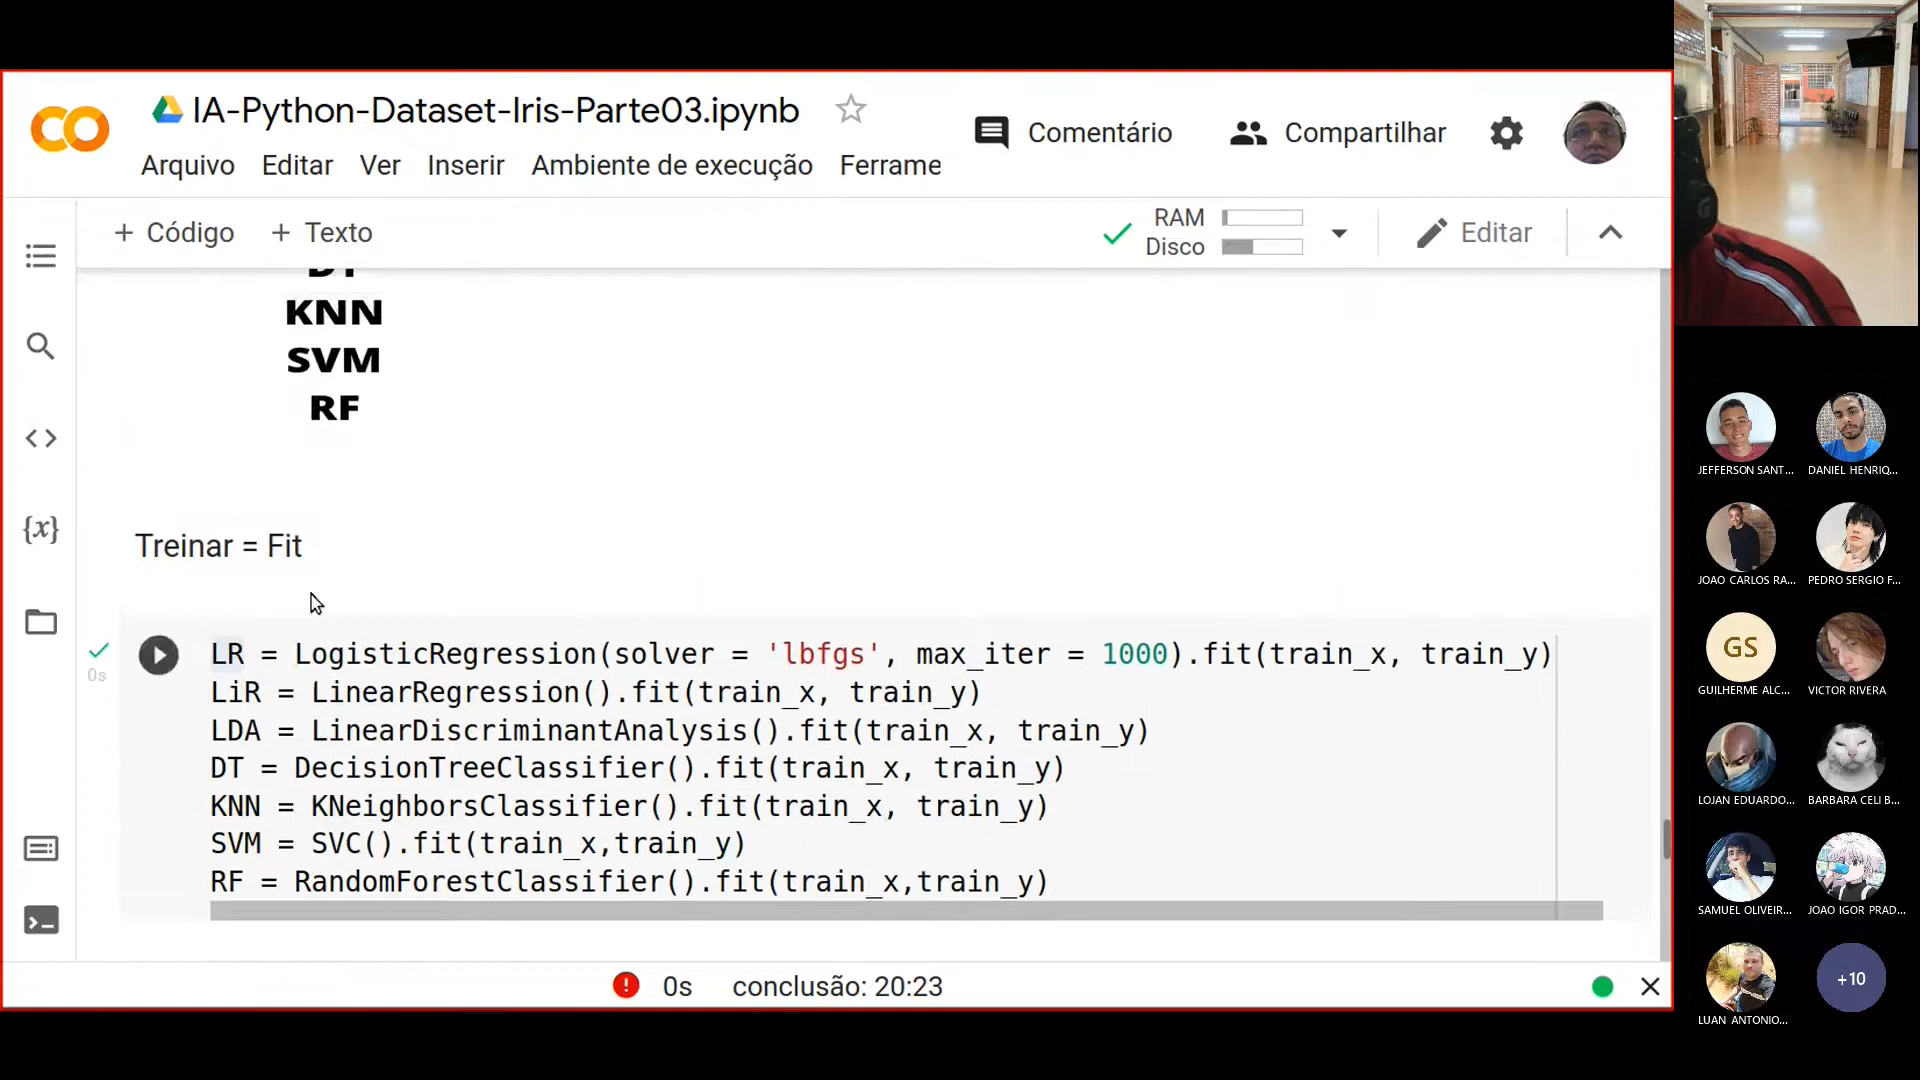 IA-Python-Dataset-Iris-Parte03.ipynb
Comentário
Compartilhar
Arquivo Editar Ver Inserir Ambiente de execução Ferrame
+ Código + Texto
RAM
Disco
Editar
DT
KNN
SVM
RF
Treinar = Fit
0s
LR = LogisticRegression(solver = 'lbfgs', max_iter = 1000).fit(train_x, train_y)
LiR = LinearRegression().fit(train_x, train_y)
LDA = LinearDiscriminantAnalysis().fit(train_x, train_y)
DT = DecisionTreeClassifier().fit(train_x, train_y)
KNN = KNeighborsClassifier().fit(train_x, train_y)
SVM = SVC().fit(train_x,train_y)
RF = RandomForestClassifier().fit(train_x,train_y)
0s conclusão: 20:23
JEFFERSON SANT... DANIEL HENRIQ...
JOAO CARLOS RA... PEDRO SERGIO F...
GS
GUILHERME ALC... VICTOR RIVERA
LOJAN EDUARDO... BARBARA CELI B...
SAMUEL OLIVEIR... JOAO IGOR PRAD...
+10
LUAN ANTONIO...